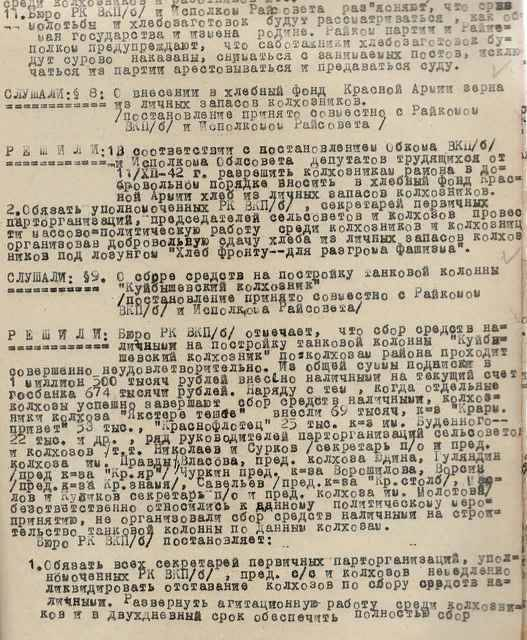 11. Бюро РК ВКП/б/ и Исполком Райсовета раз"ясняют, что срыв
молотьбы и хлебозаготовок будут рассматриваться, как об
ман государства и измена родине. Райком партии и Райис-
полком предупреждают, что саботажники хлебозаготовок бу-
дут сурово наказаны, сниматься с занимаемых постов, исклю
чаться из партии арестовываться и предаваться суду.
СЛУШАЛИ: § 8: О внесении в хлебный фонд Красной Армии зерна
============ из личных запасов колхозников.
/постановление принято совместно с Райкомом
ВКП/б/ и Исполкомом Райсовета /
Р Е Ш И Л И: 1В соответствии с постановлением Обкома ВКП/б/
============-и Исполкома Облсовета депутатов трудящихся от
11/ХП-42 г. разрешить колхозникам района в до-
бровольном порядке вносить в хлебный фонд Крас-
ной Армии хлеб из личных запасов колхозников.
2.Обязать уполномоченных РК ВКП/б/ , секретарей первичных
парторганизаций, председателей сельсоветов и колхозов провес
ти массово=политическую работу среди колхозников и колхозниц
организовав добровольную сдачу хлеба из личных запасов колхоз
ников под лозунгом "Хлеб фронту--для разгрома фашизма".
СЛУШАЛИ: §9. О сборе средств на постройку танковой колонны
============ "Куйбышевский колхозник"
/постановление принято совместно с Райкомом
ВКП/б/ и Исполкома Райсовета/
Р Е Ш И Л И: Бюро РК ВКП/б/ отмечает, что сбор средств на-
============ личными на постройку танковой колонны "Куйбы-
шевский колхозник" по колхозам района проходит
совершенно неудовлетворительно. Из общей суммы подписки в
1 миллион 500 тысяч рублей внесено наличными на текущий счет
госбанка 674 тысячи рублей. Наряду с тем , когда отдельные
колхозы успешно завершают сбор средств наличными, колхоз=
ники колхоза внесли 69 тысяч, к=з "Крарм.
привет" 53 тыс., "Краснофлотец" 25 тыс. к=з им. Буденного--
22 тыс. и др. , ряд руководителей парторганизаций сельсоветов
и колхозов /т.т. Николаев и Сурков /секретарь п/о и пред.
колхоза им. Правды/Власова, пред. колхоза Едина, Гуляндин
/пред к=за "Кр.яр"/ Чуркин пред. к=за Ворошилова, Ворсин
/пред.к=за Кр.знамя/, Савельев /пред.к=за "Кр.столб/,
лов и Куликов секретарь п/о и пред. колхоза им. Молотова/
безответственно относились к данному политическому меро=
приятию, не организовали сбор средств наличными на строи-
тельство танковой колонны по данным колхозам.
Бюро РК ВКП/б/ постановляет:
1.Обязать всех секретарей первичных парторганизаций, упол-
номоченных РК ВКП/б/ , пред. с/с и колхозов немедленно
ликвидировать отставание колхозов по сбору средств на-
личными. Развернуть агитационную работу среди колхозни-
ков и в двухдневный срок обеспечить полностью сбор